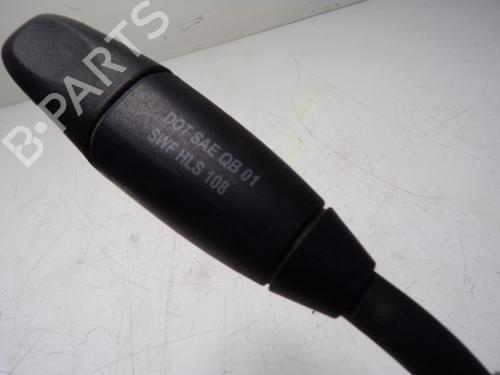 B-PARTS
DOT SAE QB 01
SWF HLS 108